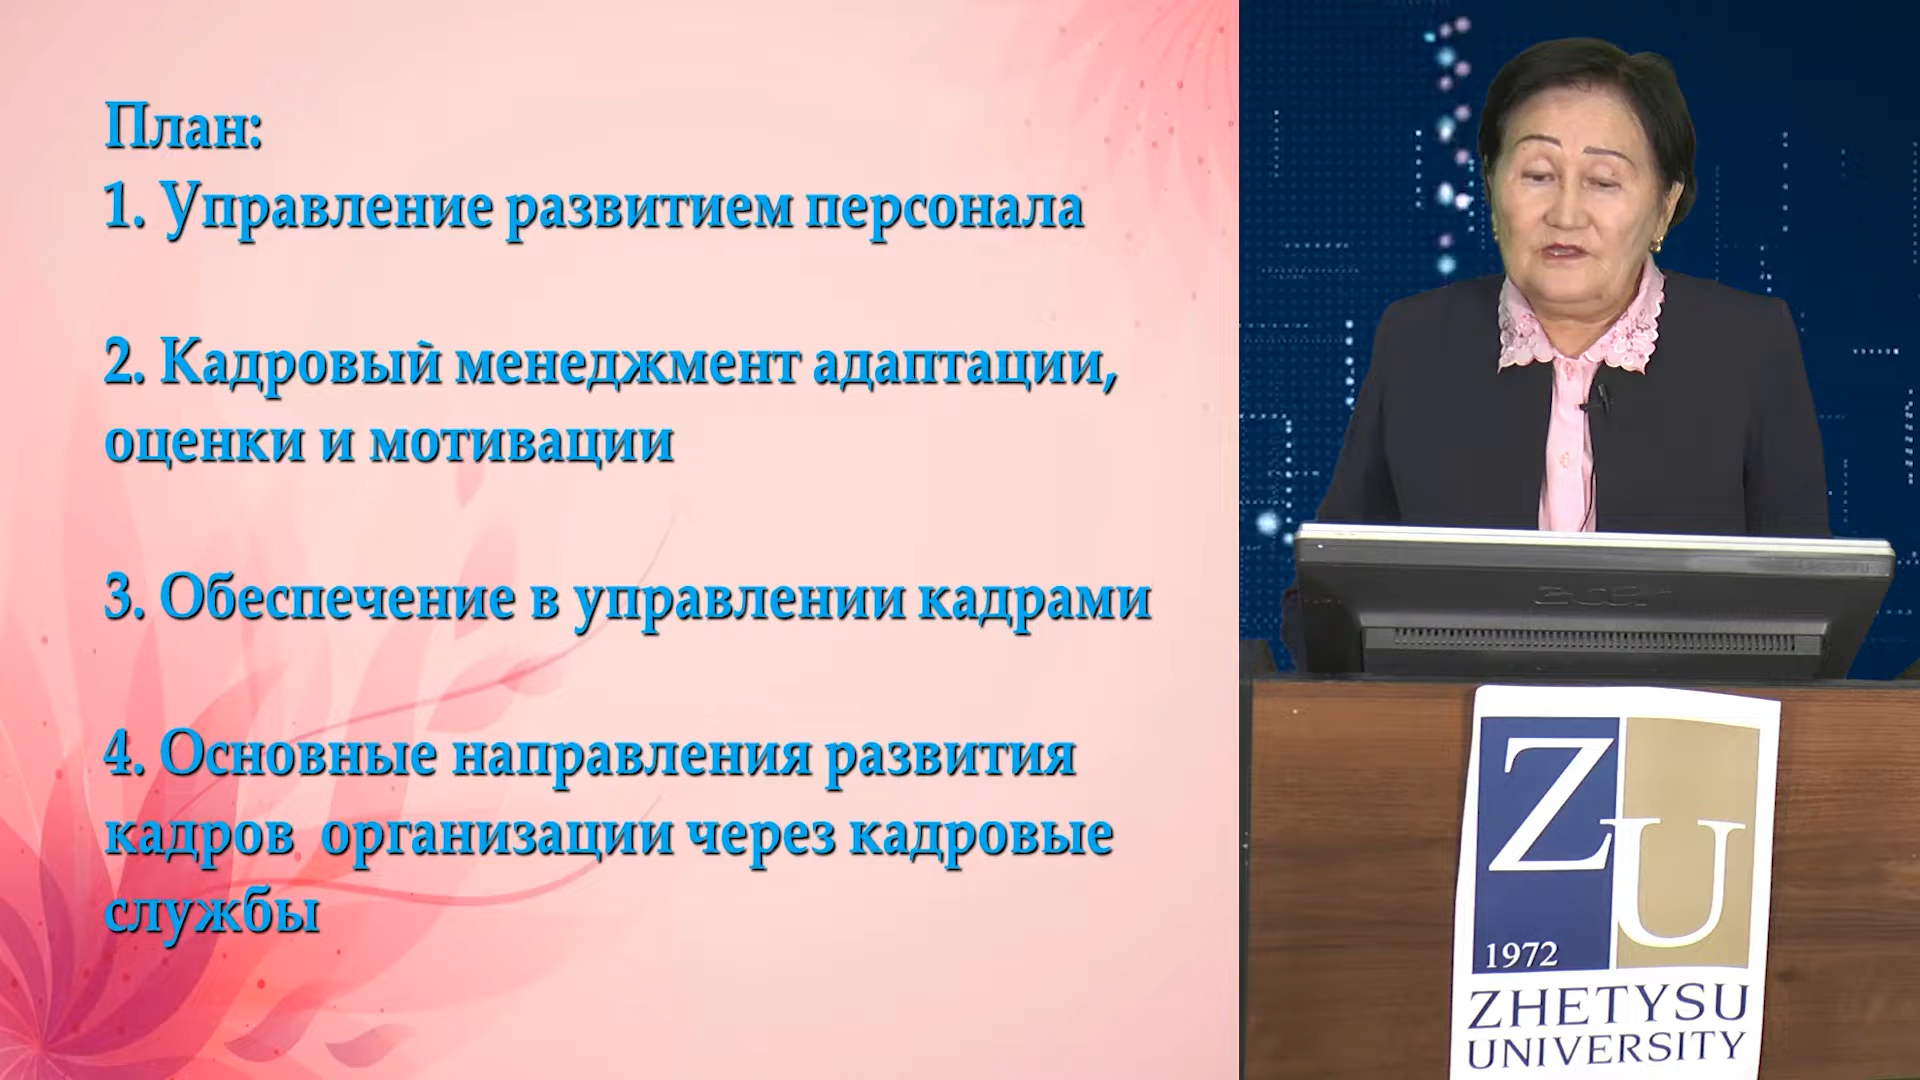 План:
1. Управление развитием персонала
2. Кадровый менеджмент адаптации,
оценки и мотивации
3. Обеспечение в управлении кадрами
4. Основные направления развития
кадров организации через кадровые
службы
acer
ZU
1972
ZHETYSU
UNIVERSITY